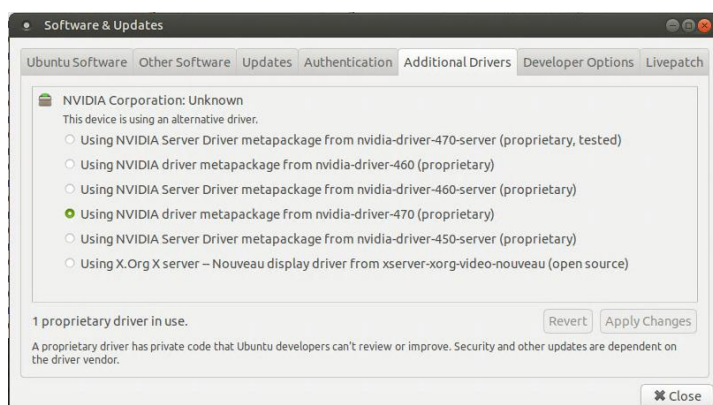 Software & Updates
Ubuntu Software Other Software Updates Authentication Additional Drivers Developer Options Livepatch
NVIDIA Corporation: Unknown
This device is using an alternative driver.
Using NVIDIA Server Driver metapackage from nvidia-driver-470-server (proprietary, tested)
Using NVIDIA driver metapackage from nvidia-driver-460 (proprietary)
Using NVIDIA Server Driver metapackage from nvidia-driver-460-server (proprietary)
Using NVIDIA driver metapackage from nvidia-driver-470 (proprietary)
Using NVIDIA Server Driver metapackage from nvidia-driver-450-server (proprietary)
Using X.Org X server – Nouveau display driver from xserver-xorg-video-nouveau (open source)
1 proprietary driver in use.
Revert Apply Changes
A proprietary driver has private code that Ubuntu developers can't review or improve. Security and other updates are dependent on
the driver vendor.
Close